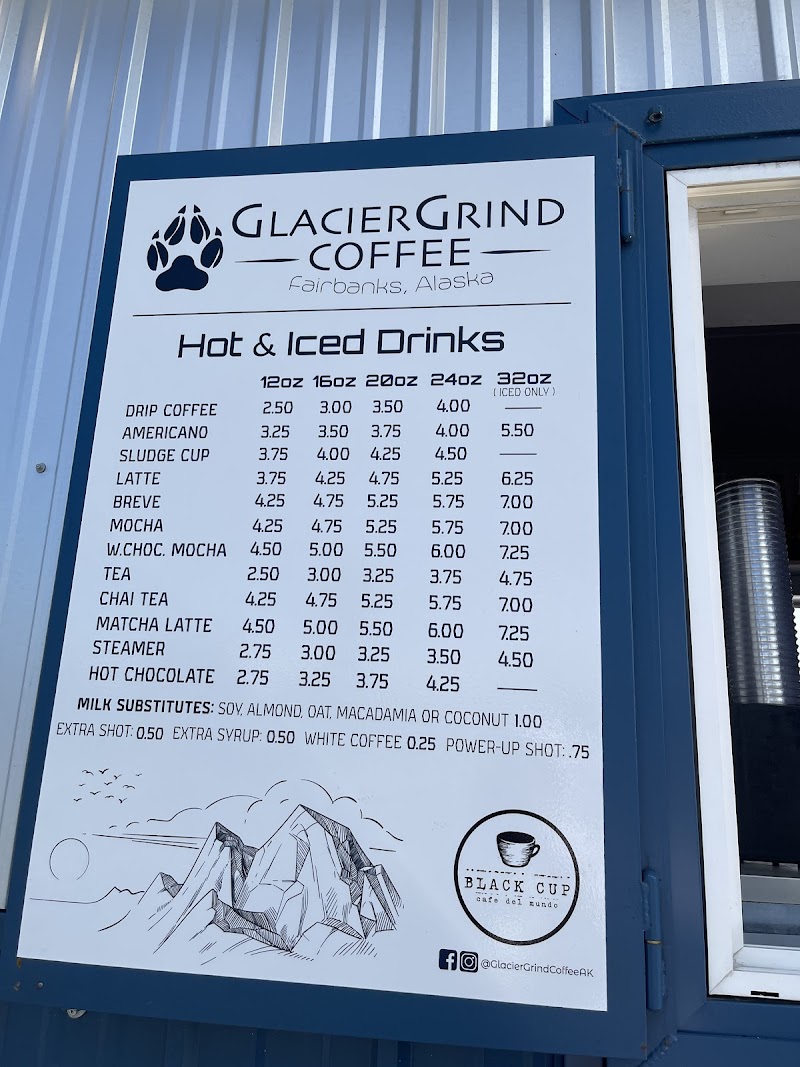 GLACIERGRIND
COFFEE
Fairbanks, Alaska
Hot & Iced Drinks
12oz 16oz 20oz 24oz 32oz
( ICED ONLY )
DRIP COFFEE 2.50 3.00 3.50 4.00 —
AMERICANO 3.25 3.50 3.75 4.00 5.50
SLUDGE CUP 3.75 4.00 4.25 4.50 —
LATTE 3.75 4.25 4.75 5.25 6.25
BREVE 4.25 4.75 5.25 5.75 7.00
MOCHA 4.25 4.75 5.25 5.75 7.00
W.CHOC. MOCHA 4.50 5.00 5.50 6.00 7.25
TEA 2.50 3.00 3.25 3.75 4.75
CHAI TEA 4.25 4.75 5.25 5.75 7.00
MATCHA LATTE 4.50 5.00 5.50 6.00 7.25
STEAMER 2.75 3.00 3.25 3.50 4.50
HOT CHOCOLATE 2.75 3.25 3.75 4.25 —
MILK SUBSTITUTES: SOY, ALMOND, OAT, MACADAMIA OR COCONUT 1.00
EXTRA SHOT: 0.50 EXTRA SYRUP: 0.50 WHITE COFFEE 0.25 POWER-UP SHOT: .75
BLACK CUP
cafe del mundo
@GlacierGrindCoffeeAK